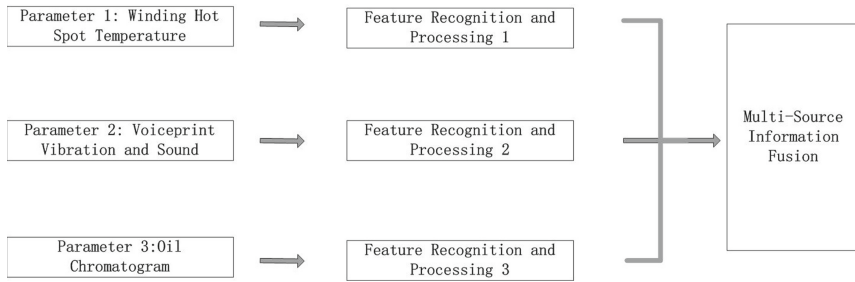 Parameter 1: Winding Hot
Spot Temperature
Feature Recognition and
Processing 1
Parameter 2: Voiceprint
Vibration and Sound
Feature Recognition and
Processing 2
Multi-Source
Information
Fusion
Parameter 3:Oil
Chromatogram
Feature Recognition and
Processing 3